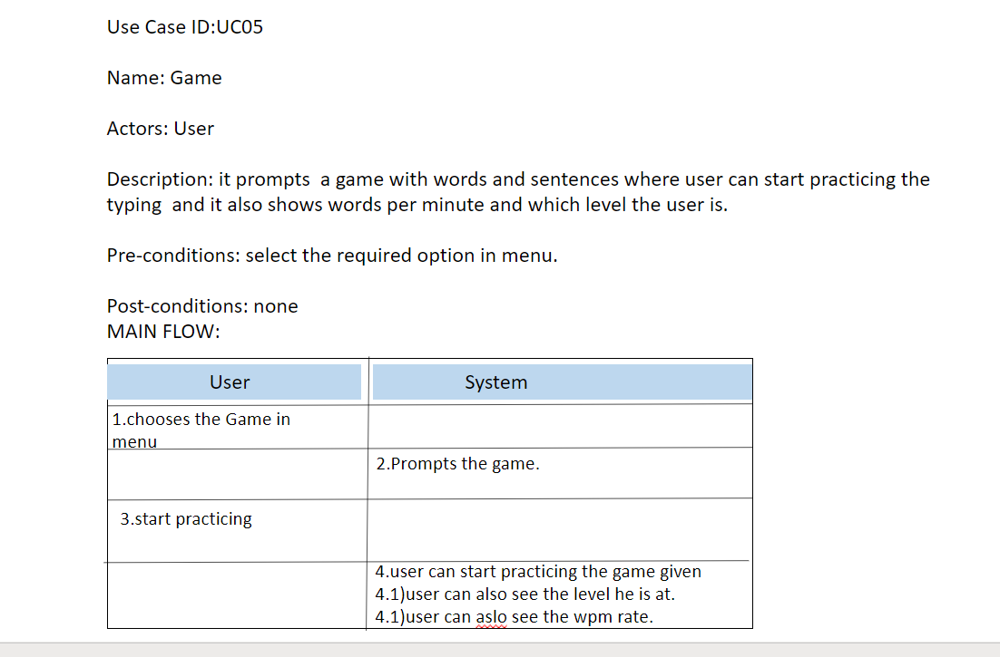 Use Case ID:UC05
Name: Game
Actors: User
Description: it prompts  a game with words and sentences where user can start practicing the
typing  and it also shows words per minute and which level the user is.
Pre-conditions: select the required option in menu.
Post-conditions: none
MAIN FLOW:
User
System
1.chooses the Game in
menu
2.Prompts the game.
3.start practicing
4.user can start practicing the game given
4.1)user can also see the level he is at.
4.1)user can aslo see the wpm rate.